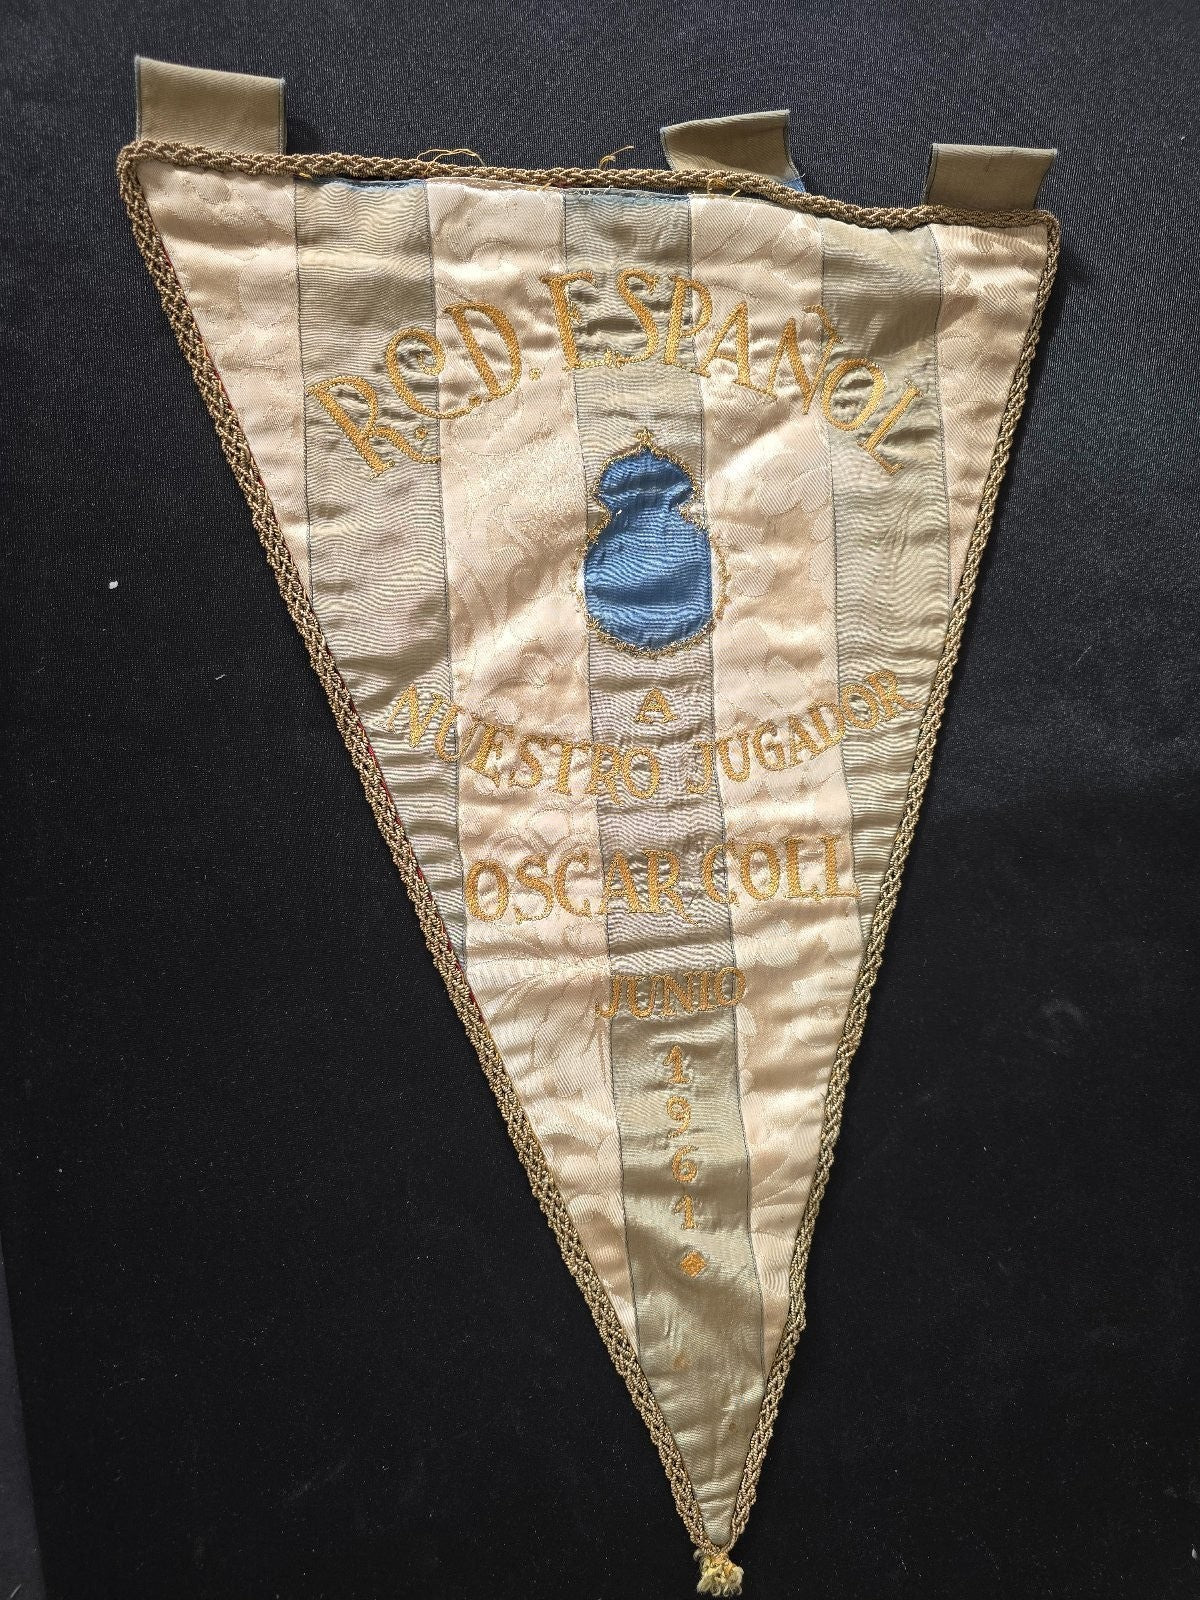 R.C.D. ESPAÑOL
A
NUESTRO JUGADOR
OSCAR COLL
JUNIO
1961